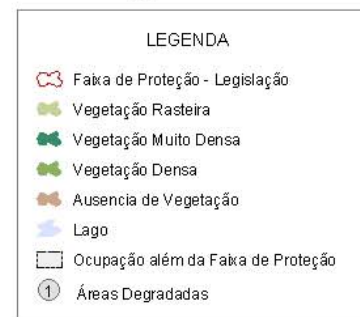 LEGENDA
Faixa de Proteção - Legislação
Vegetação Rasteira
Vegetação Muito Densa
Vegetação Densa
Ausencia de Vegetação
Lago
Ocupação além da Faixa de Proteção
1 Áreas Degradadas